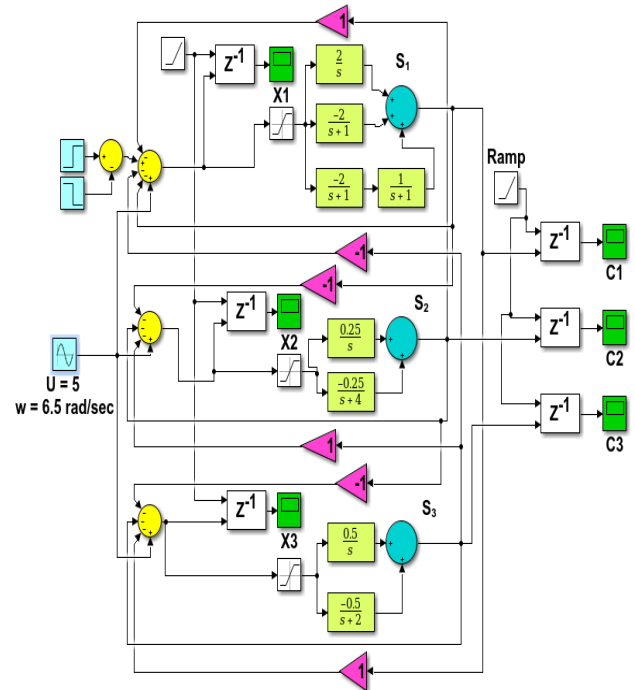 1
Z-1
X1
2
s
-2
s+1
-2
s+1
1
s+1
S1
+
+
+
+
-
-
-
-
+
Ramp
Z-1
C1
-1
-1
Z-1
X2
0.25
s
-0.25
s+4
S2
+
+
-
-
-
+
Z-1
C2
U = 5
w = 6.5 rad/sec
Z-1
C3
1
-1
Z-1
X3
0.5
s
-0.5
s+2
S3
+
+
-
-
-
+
1